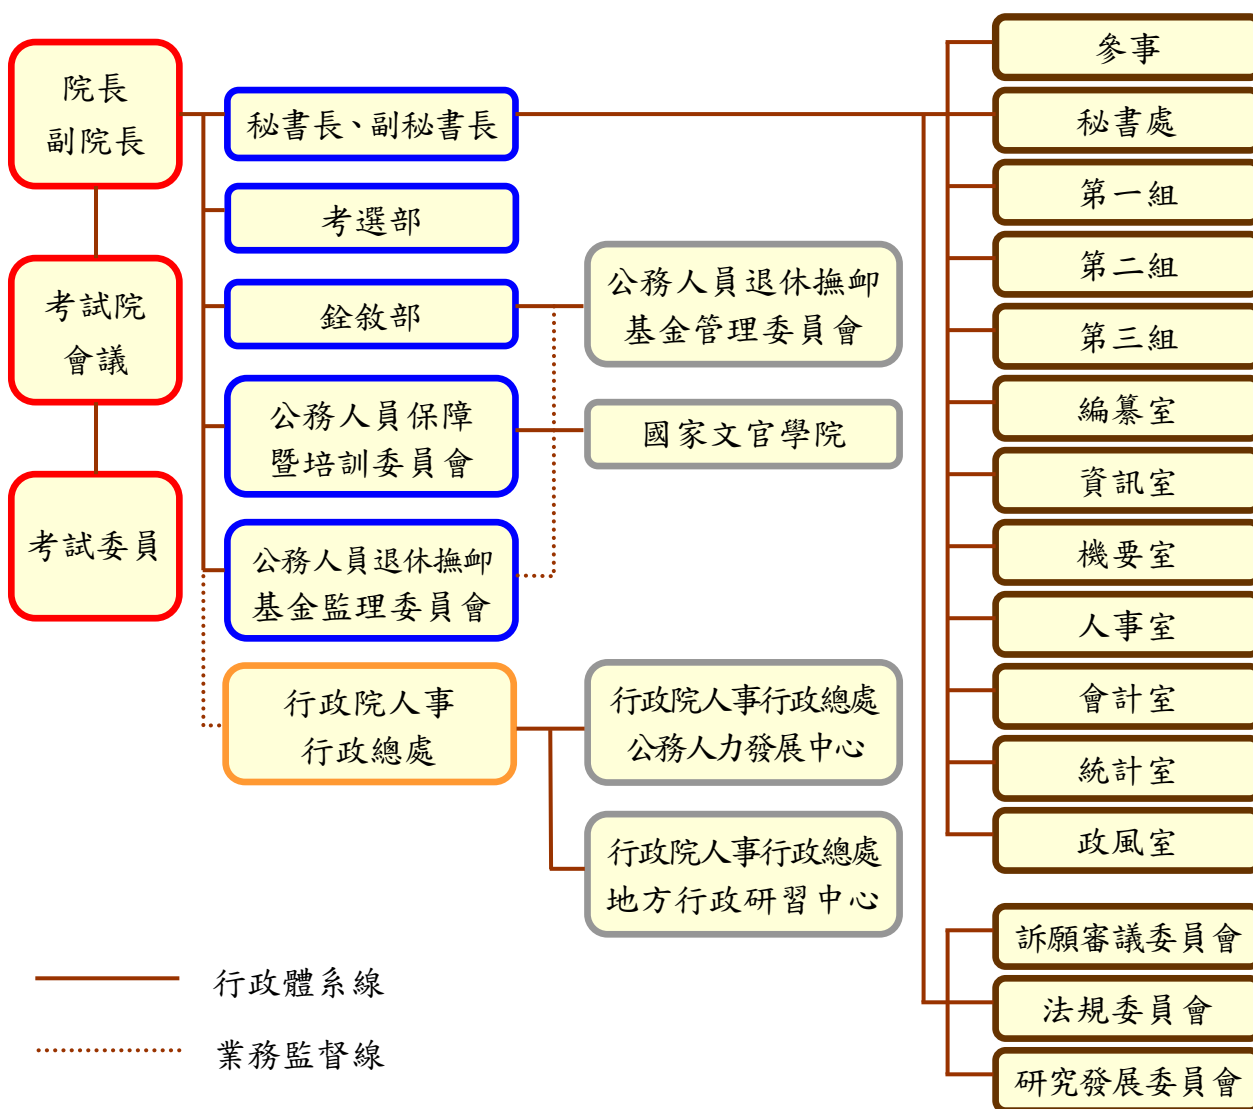 院長
副院長
考試院
會議
考試委員
秘書長、副秘書長
考選部
銓敘部
公務人員保障
暨培訓委員會
公務人員退休撫卹
基金監理委員會
行政院人事
行政總處
公務人員退休撫卹
基金管理委員會
國家文官學院
行政院人事行政總處
公務人力發展中心
行政院人事行政總處
地方行政研習中心
參事
秘書處
第一組
第二組
第三組
編纂室
資訊室
機要室
人事室
會計室
統計室
政風室
訴願審議委員會
法規委員會
研究發展委員會
行政體系線
業務監督線